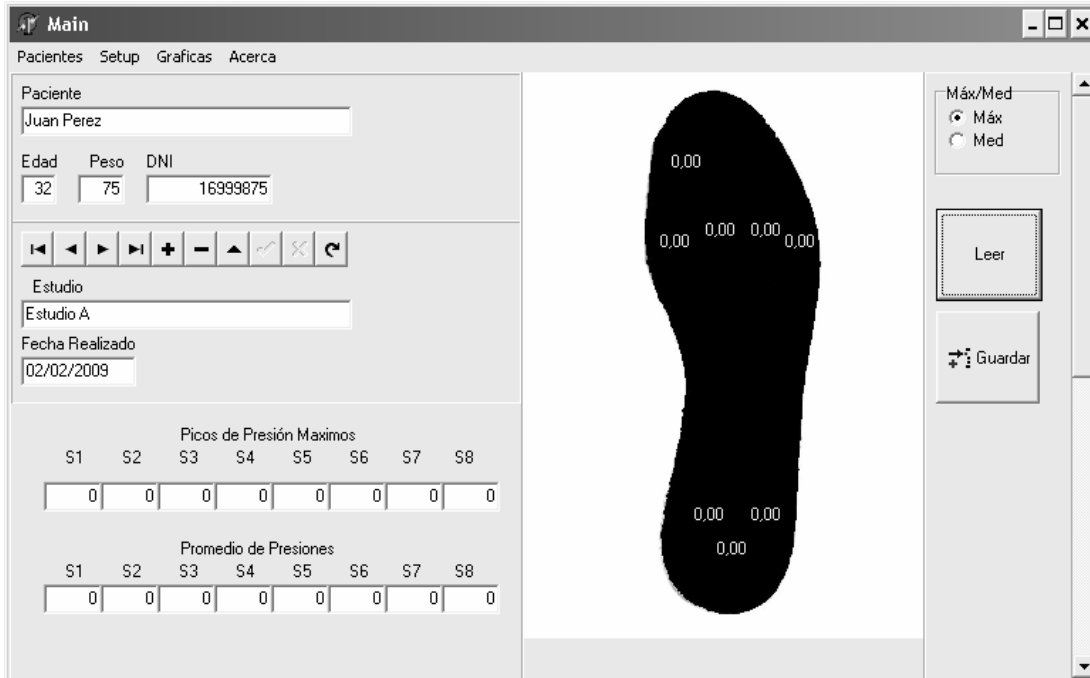 Main
Pacientes Setup Graficas Acerca
Paciente
Juan Perez
Edad Peso DNI
32 75 16999875
Estudio
Estudio A
Fecha Realizado
02/02/2009
Picos de Presión Maximos
S1 S2 S3 S4 S5 S6 S7 S8
0 0 0 0 0 0 0 0
Promedio de Presiones
S1 S2 S3 S4 S5 S6 S7 S8
0 0 0 0 0 0 0 0
0,00
0,00 0,00 0,00 0,00
0,00 0,00
0,00
Máx/Med
Máx
Med
Leer
Guardar